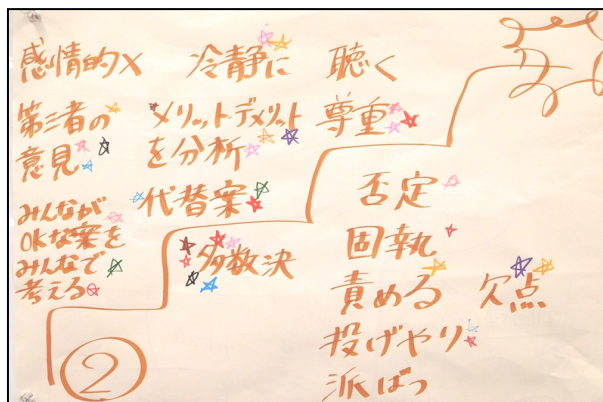 感情的×
冷静に
聴く
第三者の
意見
メリットデメリット
を分析
尊重
代替案
みんなが
OKな案を
みんなで
考える
多数決
否定
固執
責める
欠点
投げやり
派ばつ
②